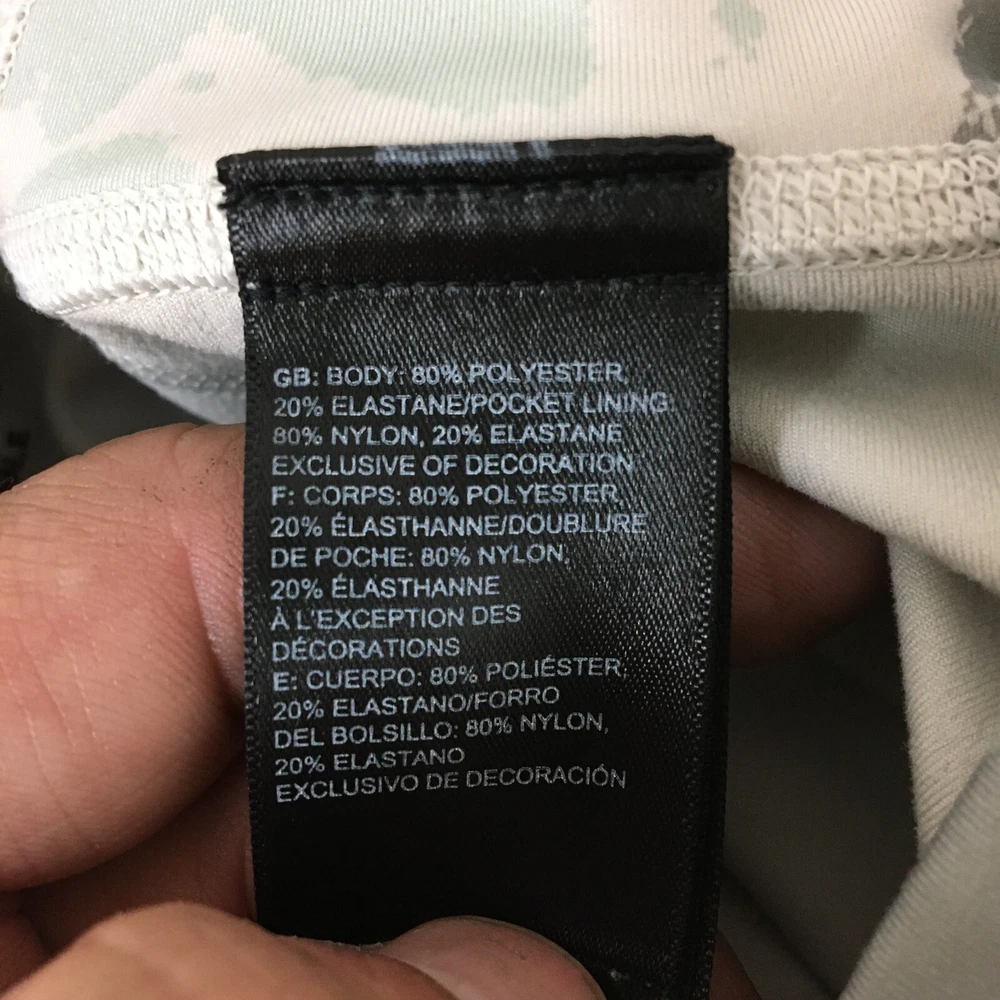 GB: BODY: 80% POLYESTER,
20% ELASTANE/POCKET LINING:
80% NYLON, 20% ELASTANE
EXCLUSIVE OF DECORATION
F: CORPS: 80% POLYESTER,
20% ÉLASTHANNE/DOUBLURE
DE POCHE: 80% NYLON,
20% ÉLASTHANNE
À L'EXCEPTION DES
DÉCORATIONS
E: CUERPO: 80% POLIÉSTER,
20% ELASTANO/FORRO
DEL BOLSILLO: 80% NYLON,
20% ELASTANO
EXCLUSIVO DE DECORACIÓN